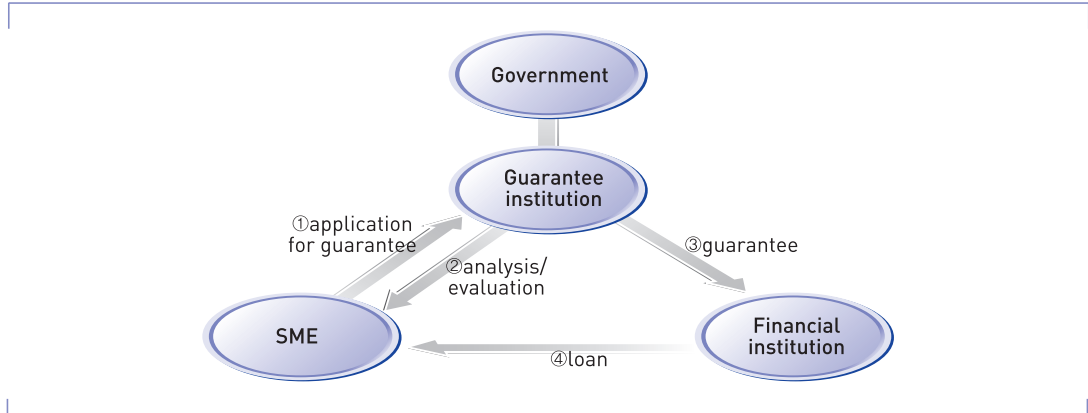 Government
Guarantee
institution
①application
for guarantee
②analysis/
evaluation
③guarantee
SME
Financial
institution
④loan